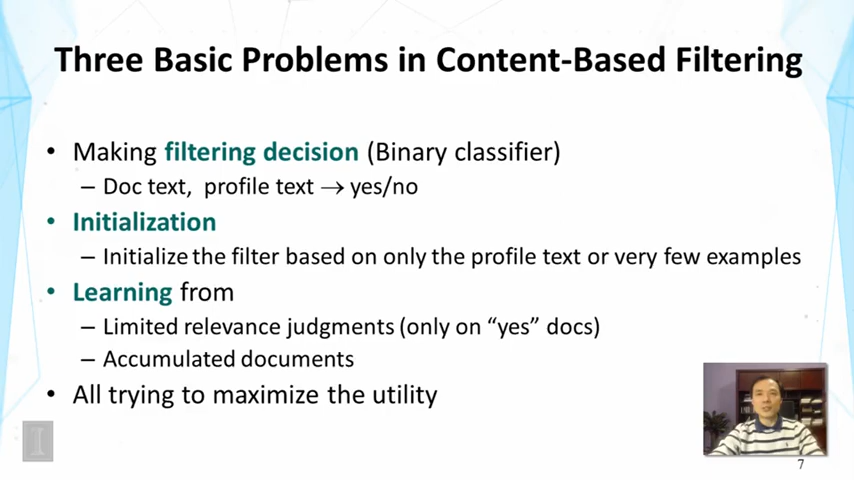 Three Basic Problems in Content-Based Filtering
• Making filtering decision (Binary classifier)
– Doc text, profile text → yes/no
• Initialization
– Initialize the filter based on only the profile text or very few examples
• Learning from
– Limited relevance judgments (only on “yes” docs)
– Accumulated documents
• All trying to maximize the utility
I
7